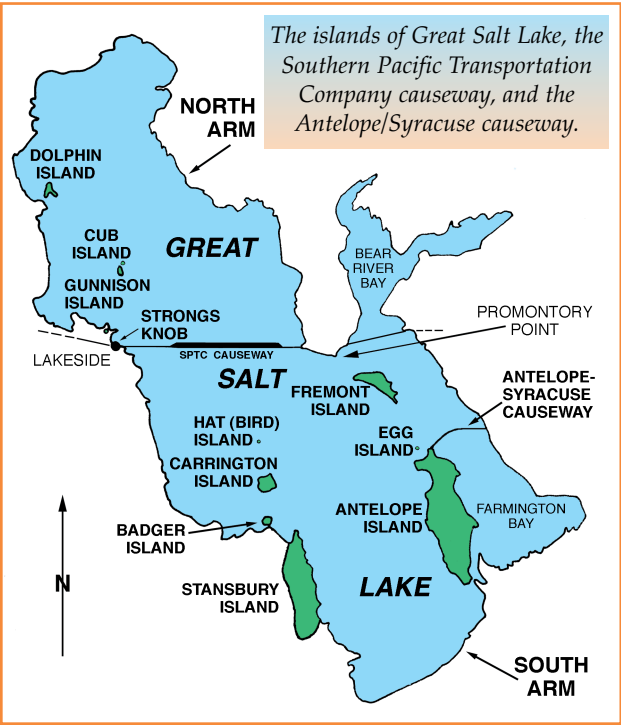 The islands of Great Salt Lake, the
Southern Pacific Transportation
Company causeway, and the
Antelope/Syracuse causeway.
NORTH
ARM
DOLPHIN
ISLAND
CUB
ISLAND
GREAT
BEAR
RIVER
BAY
GUNNISON
ISLAND
STRONGS
KNOB
PROMONTORY
POINT
LAKESIDE
SPTC CAUSEWAY
SALT
FREMONT
ISLAND
ANTELOPE-
SYRACUSE
CAUSEWAY
HAT (BIRD)
ISLAND
EGG
ISLAND
CARRINGTON
ISLAND
ANTELOPE
ISLAND
FARMINGTON
BAY
BADGER
ISLAND
N
STANSBURY
ISLAND
LAKE
SOUTH
ARM